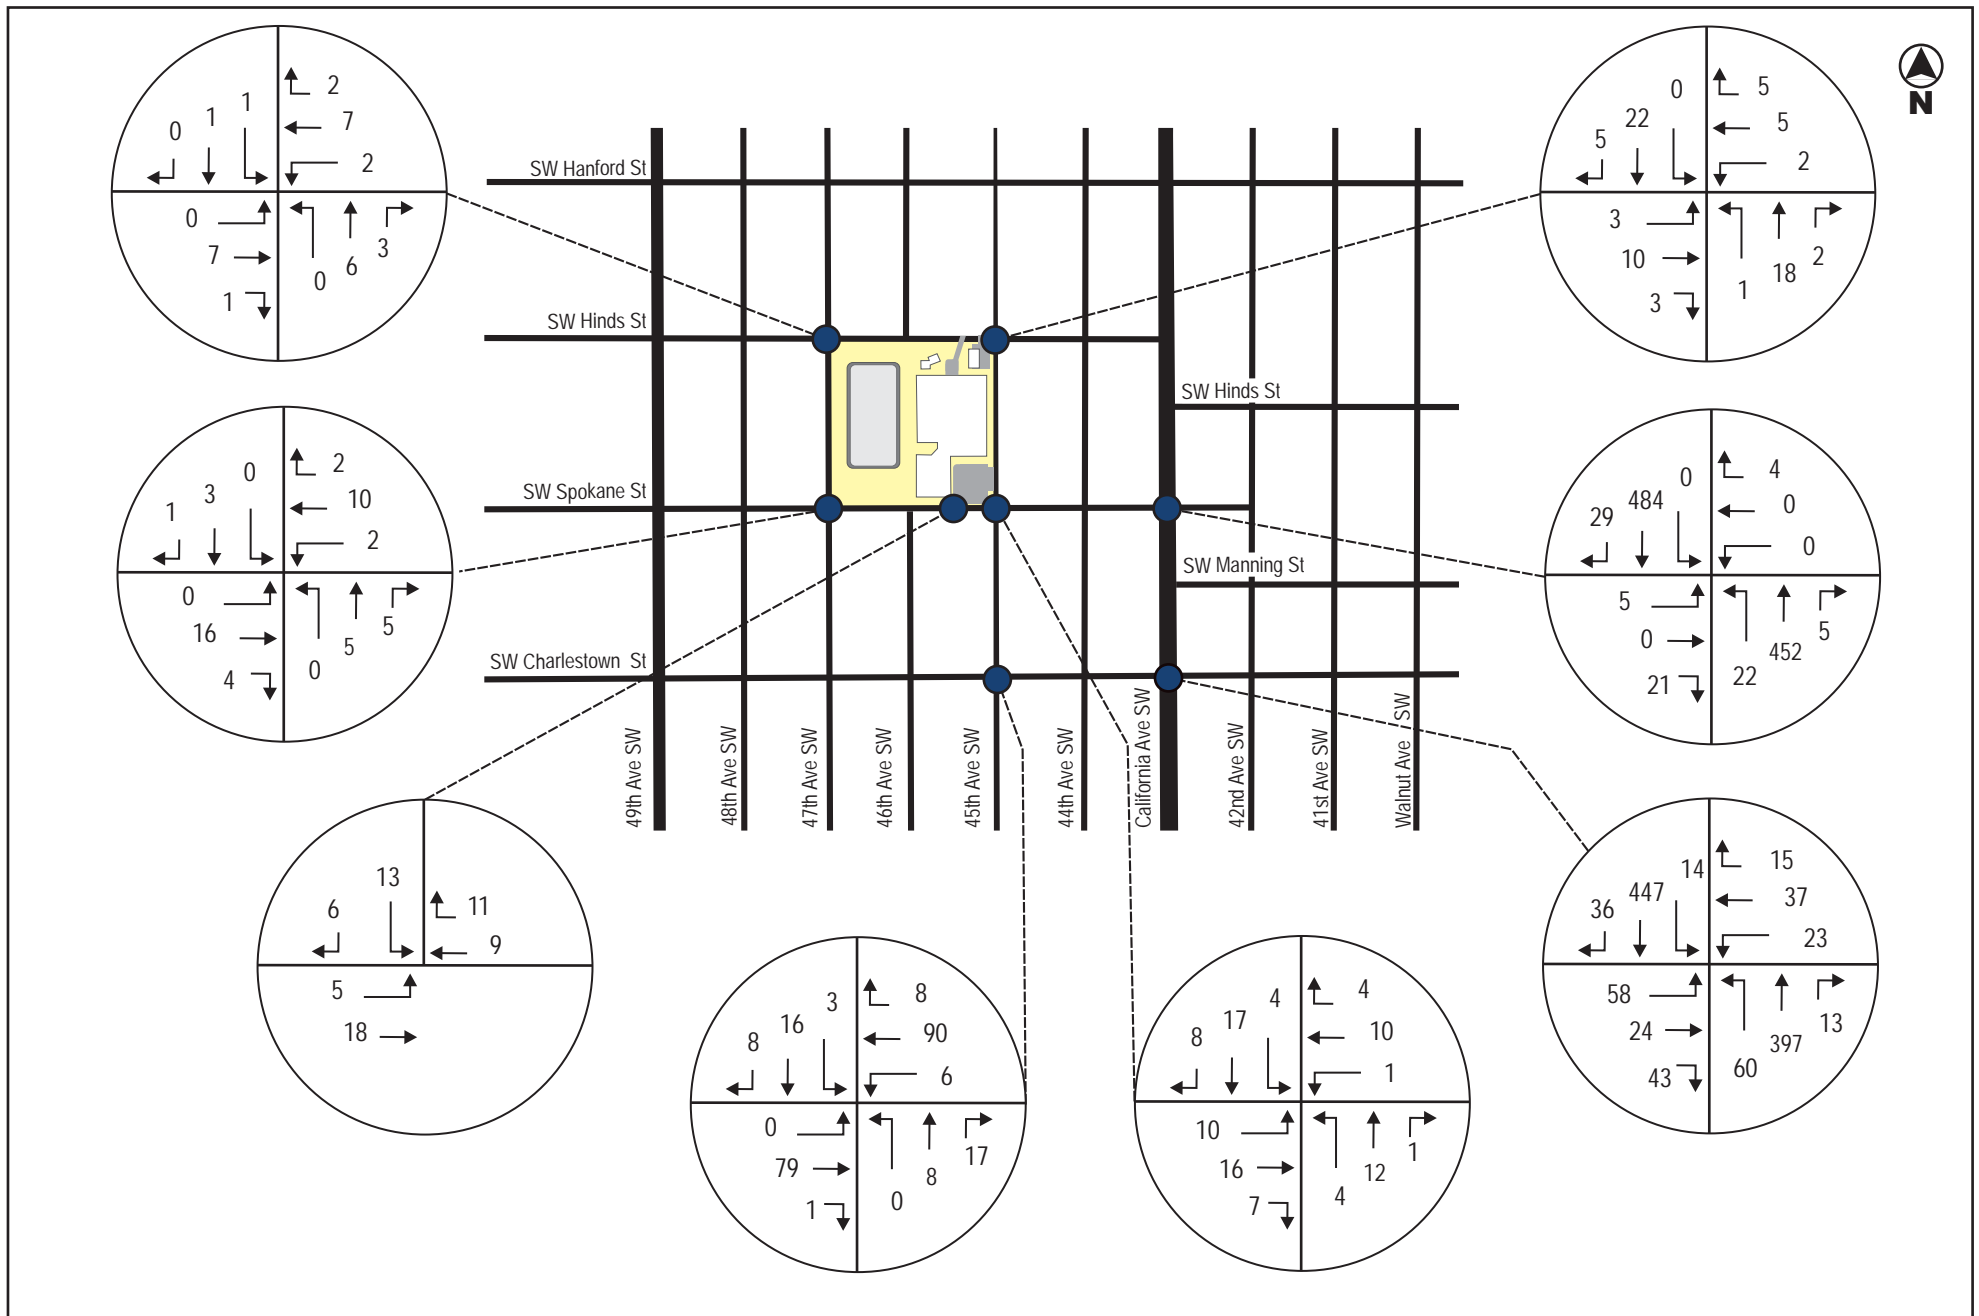 N
SW Hanford St
SW Hinds St
SW Hinds St
SW Spokane St
SW Manning St
SW Charlestown St
49th Ave SW
48th Ave SW
47th Ave SW
46th Ave SW
45th Ave SW
44th Ave SW
California Ave SW
42nd Ave SW
41st Ave SW
Walnut Ave SW
0 1 1 2
7
2
0
7
1
0 6 3
5 22 0 5
5
2
3
10
3
1 18 2
1 3 0 2
10
2
0
16
4
0 5 5
29 484 0 4
0
0
5
0
21
22 452 5
6 13 11
9
5
18
8 16 3 8
90
6
0
79
1
0 8 17
8 17 4 4
10
1
10
16
7
4 12 1
36 447 14 15
37
23
58
24
43
60 397 13